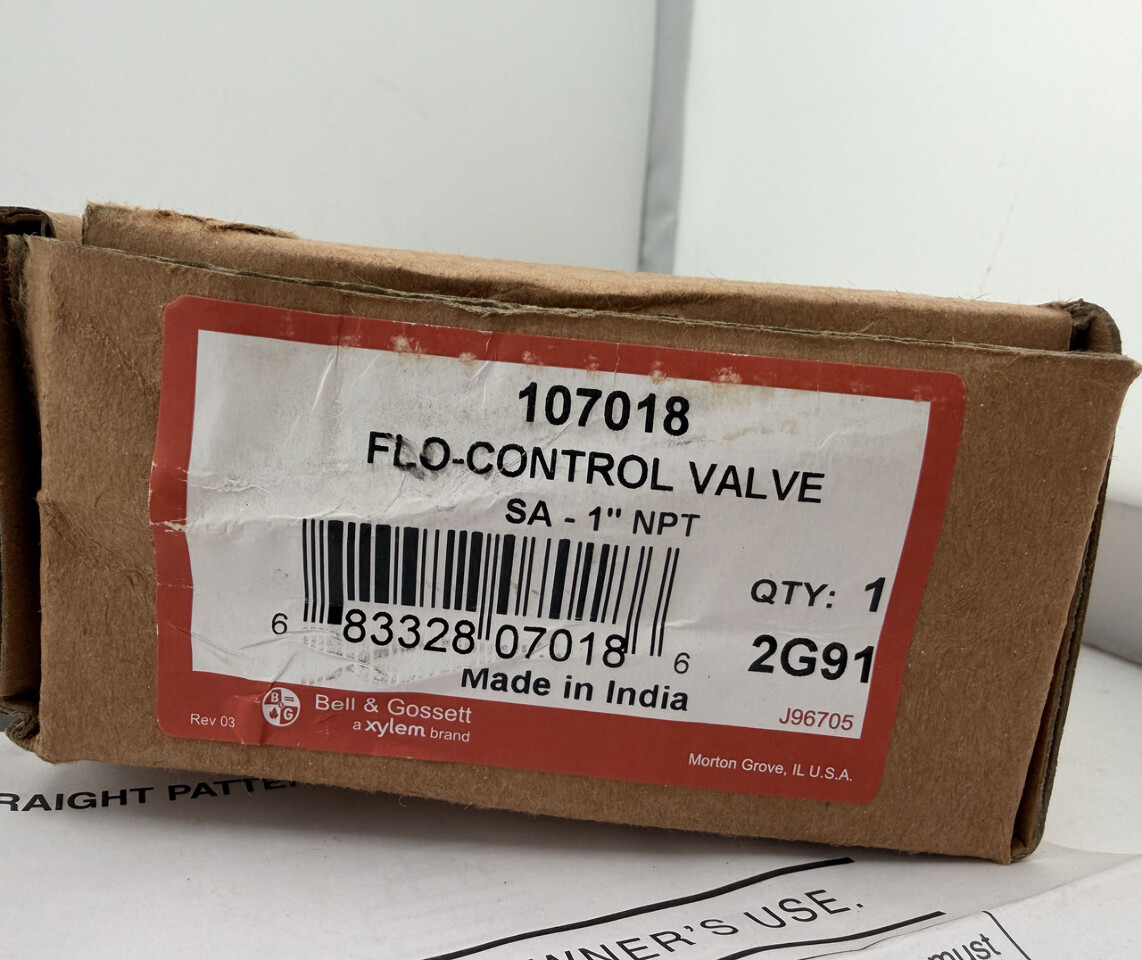 107018
FLO-CONTROL VALVE
SA - 1" NPT
6 83328 07018 6
QTY: 1
2G91
Made in India
J96705
Rev 03
B G
Bell & Gossett
a xylem brand
Morton Grove, IL U.S.A.
RAIGHT PATTE
WNER'S USE.
must